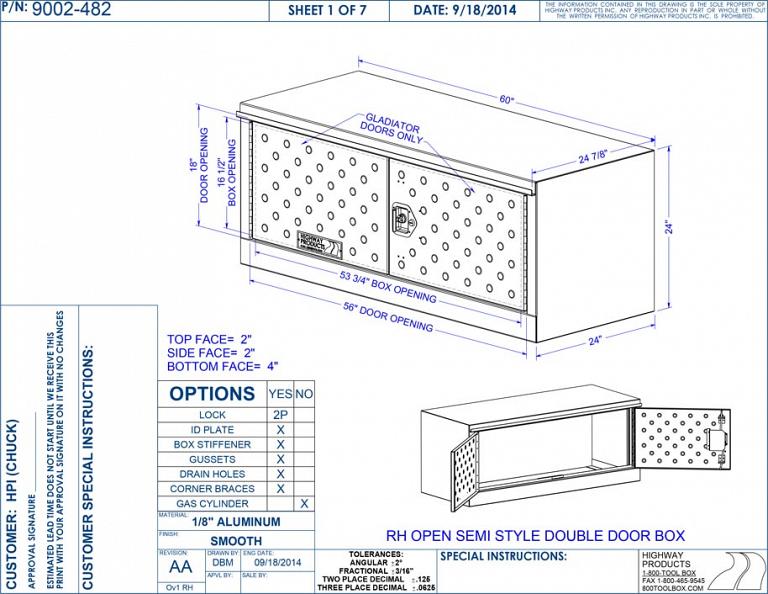 P/N: 9002-482
SHEET 1 OF 7
DATE: 9/18/2014
THE INFORMATION CONTAINED IN THIS DRAWING IS THE SOLE PROPERTY OF
HIGHWAY PRODUCTS INC. ANY REPRODUCTION IN PART OR WHOLE WITHOUT
THE WRITTEN PERMISSION OF HIGHWAY PRODUCTS INC. IS PROHIBITED.
60"
GLADIATOR
DOORS ONLY
24 7/8"
18"
DOOR OPENING
16 1/2"
BOX OPENING
24"
HIGHWAY
PRODUCTS
53 3/4" BOX OPENING
56" DOOR OPENING
24"
TOP FACE= 2"
SIDE FACE= 2"
BOTTOM FACE= 4"
OPTIONS YES NO
LOCK 2P
ID PLATE X
BOX STIFFENER X
GUSSETS X
DRAIN HOLES X
CORNER BRACES X
GAS CYLINDER X
MATERIAL:
1/8" ALUMINUM
FINISH:
SMOOTH
REVISION:
AA
Ov1 RH
DRAWN BY
DBM
ENG DATE:
09/18/2014
APVL BY:
SALE BY:
CUSTOMER: HPI (CHUCK)
APPROVAL SIGNATURE
ESTIMATED LEAD TIME DOES NOT START UNTIL WE RECEIVE THIS
PRINT WITH YOUR APPROVAL SIGNATURE ON IT WITH NO CHANGES
CUSTOMER SPECIAL INSTRUCTIONS:
RH OPEN SEMI STYLE DOUBLE DOOR BOX
TOLERANCES:
ANGULAR ±2°
FRACTIONAL ±3/16"
TWO PLACE DECIMAL ±.125
THREE PLACE DECIMAL ±.0625
SPECIAL INSTRUCTIONS:
HIGHWAY
PRODUCTS
1-800-TOOL BOX
FAX 1-800-465-9545
800TOOLBOX.COM